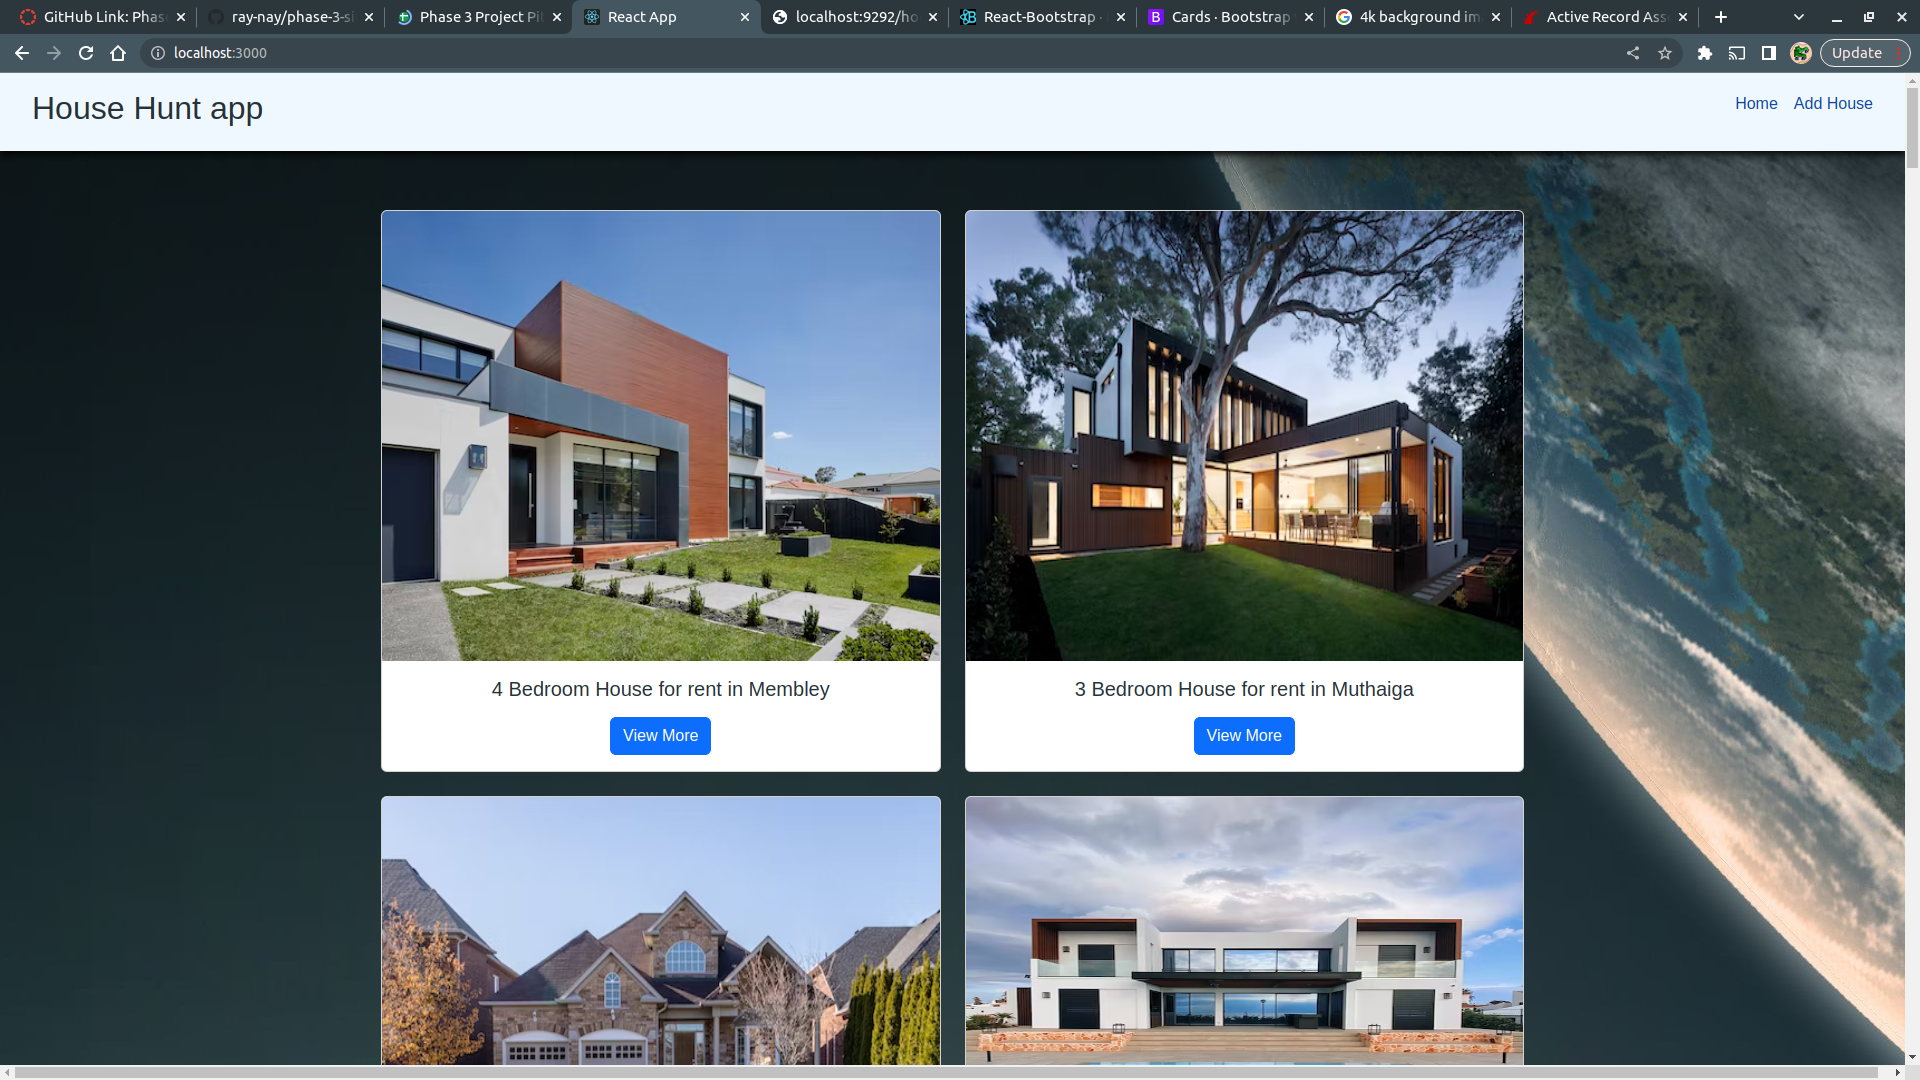 GitHub Link: Phas
ray-nay/phase-3-si
Phase 3 Project Pi
React App
localhost:9292/ho
React-Bootstrap ·
Cards · Bootstrap
4k background im
Active Record Ass
localhost:3000
Update
House Hunt app
Home
Add House
4 Bedroom House for rent in Membley
3 Bedroom House for rent in Muthaiga
View More
View More